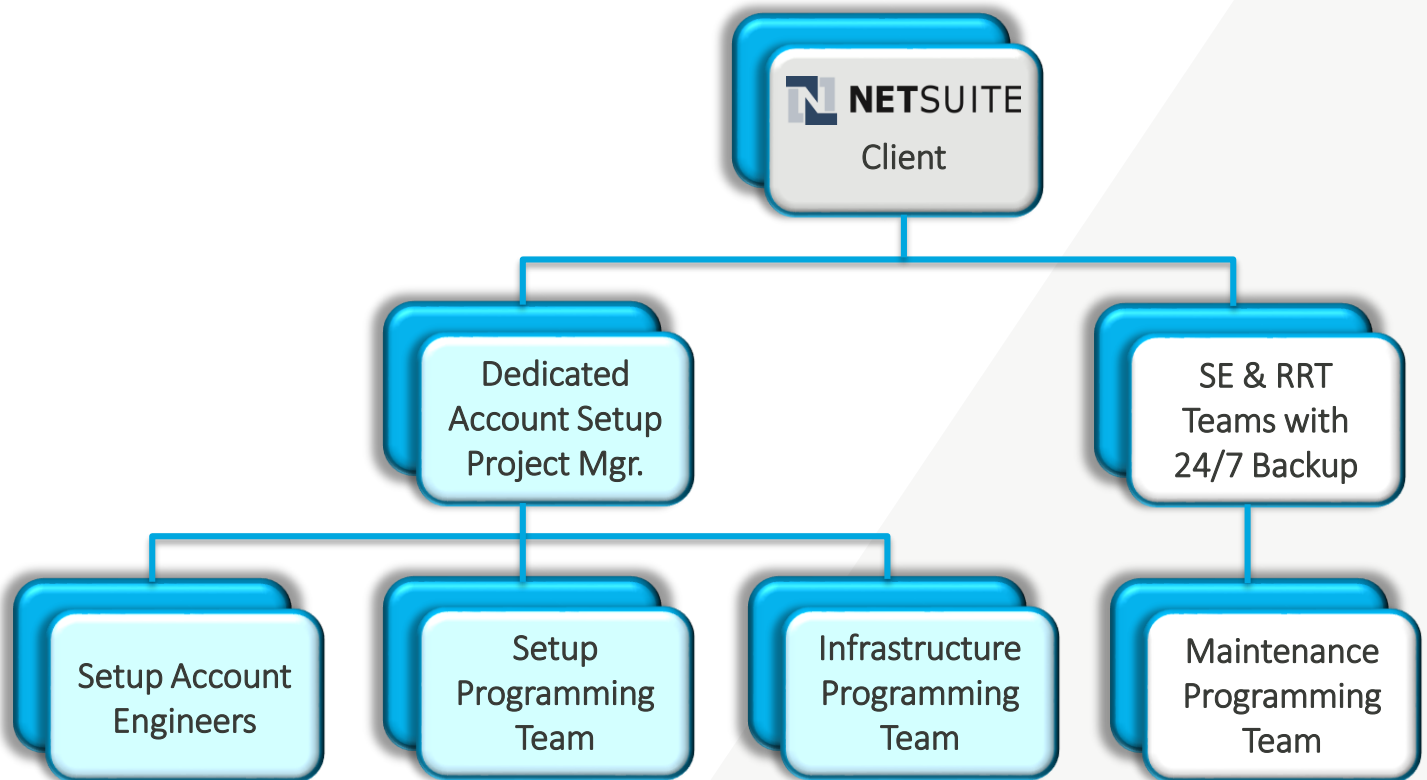 NETSUITE
Client
Dedicated
Account Setup
Project Mgr.
SE & RRT
Teams with
24/7 Backup
Setup Account
Engineers
Setup
Programming
Team
Infrastructure
Programming
Team
Maintenance
Programming
Team